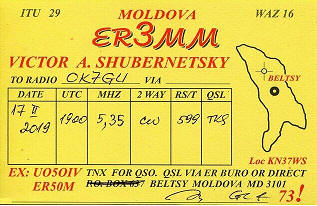 ITU 29 MOLDOVA WAZ 16
ER3MM
VICTOR A. SHUBERNETSKY
TO RADIO OK7GU VIA
BELTSY
DATE UTC MHZ 2 WAY RS/T QSL
17 II 2019 1900 5,35 cw 599 TKS
Loc KN37WS
EX: UO5OIV TNX FOR QSO. QSL VIA ER BURO OR DIRECT
ER50M P.O. BOX 637 BELTSY MOLDOVA MD 3101
73!